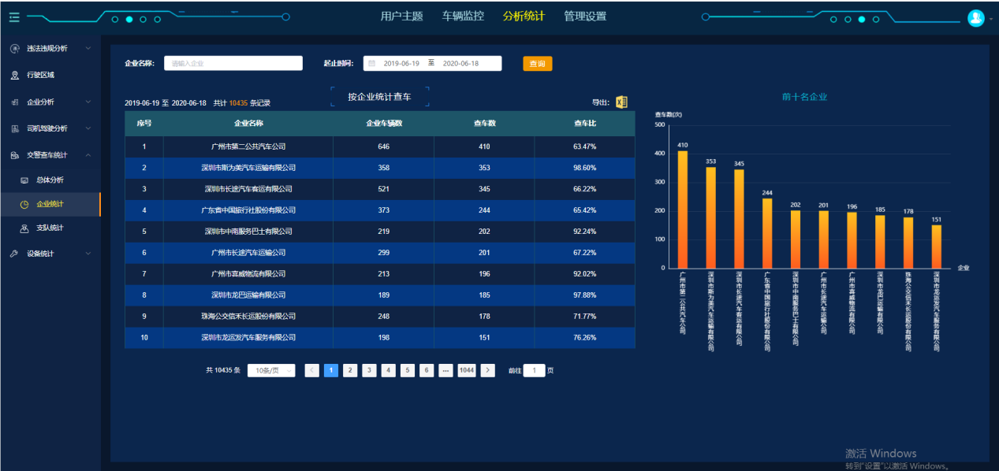 用户主题 车辆监控 分析统计 管理设置
违法违规分析
行驶区域
企业分析
司机驾驶分析
交警查车统计
总体分析
企业统计
支队统计
设备统计
企业名称: 请输入企业 起止时间: 2019-06-19 至 2020-06-18 查询
2019-06-19 至 2020-06-18 共计 10435 条记录
按企业统计查车
导出:
序号 企业名称 企业车辆数 查车数 查车比
1 广州市第二公共汽车公司 646 410 63.47%
2 深圳市斯为美汽车运输有限公司 358 353 98.60%
3 深圳市长途汽车客运有限公司 521 345 66.22%
4 广东省中国旅行社股份有限公司 373 244 65.42%
5 深圳市中南服务巴士有限公司 219 202 92.24%
6 广州市长途汽车运输公司 299 201 67.22%
7 广州市喜威物流有限公司 213 196 92.02%
8 深圳市龙巴运输有限公司 189 185 97.88%
9 珠海公交信禾长运股份有限公司 248 178 71.77%
10 深圳市龙运发汽车服务有限公司 198 151 76.26%
共 10435 条 10条/页 < 1 2 3 4 5 6 ••• 1044 > 前往 1 页
前十名企业
查车数(次)
500
400
300
200
100
0
410
353
345
244
202
201
196
185
178
151
企业
广州市第二公共汽车公司
深圳市斯为美汽车运输有限公司
深圳市长途汽车客运有限公司
广东省中国旅行社股份有限公司
深圳市中南服务巴士有限公司
广州市长途汽车运输公司
广州市喜威物流有限公司
深圳市龙巴运输有限公司
珠海公交信禾长运股份有限公司
深圳市龙运发汽车服务有限公司
激活 Windows
转到"设置"以激活 Windows。